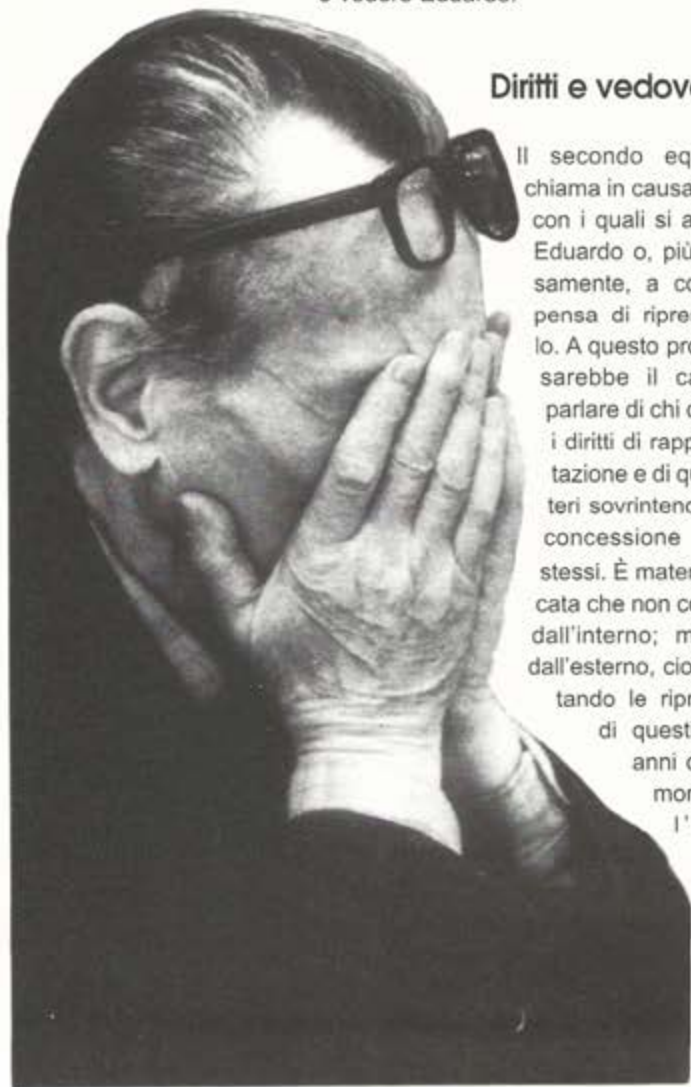 Eduardo.
Diritti e vedove
Il secondo eq
chiama in causa
con i quali si a
Eduardo o, più
samente, a co
pensa di ripre
lo. A questo pro
sarebbe il ca
parlare di chi d
i diritti di rapp
tazione e di qu
teri sovrintend
concessione
stessi. È mater
cata che non co
dall'interno; m
dall'esterno, cio
tando le ripr
di quest
anni d
mor
l'